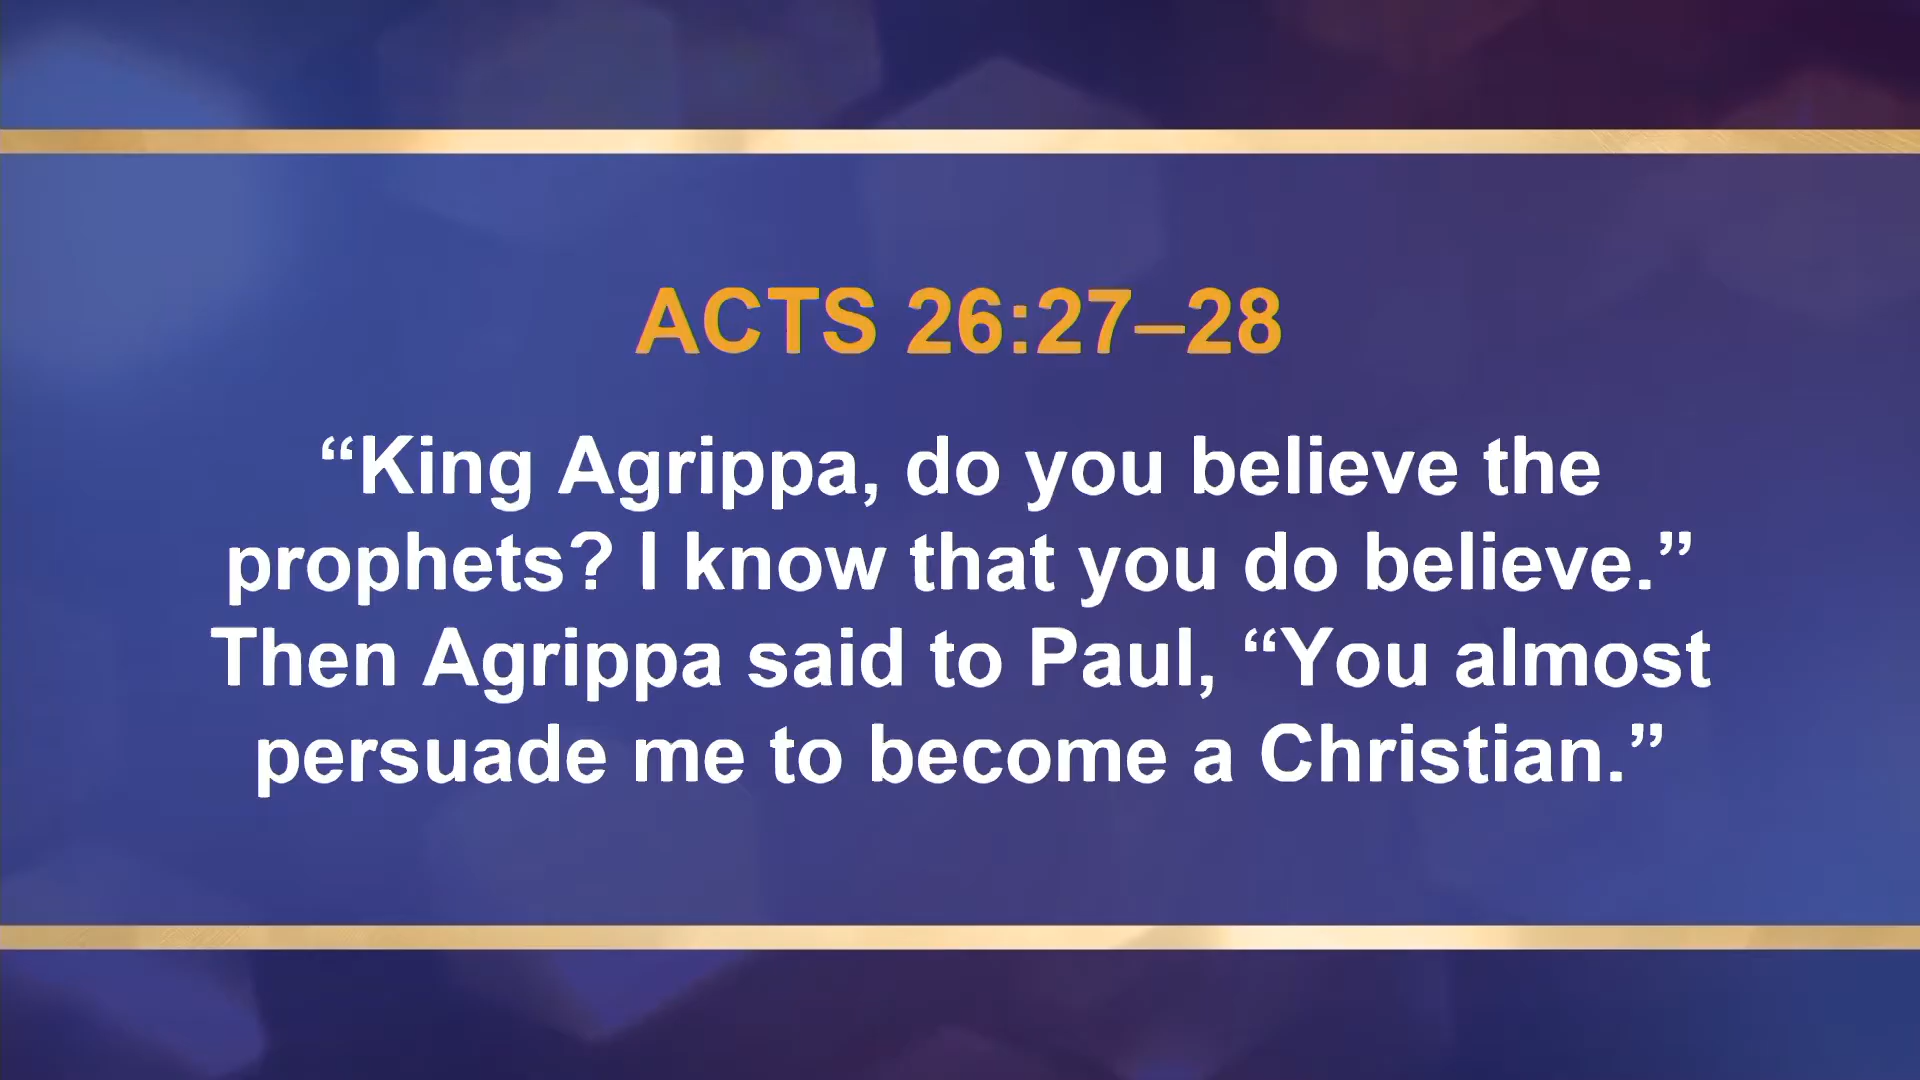 ACTS 26:27–28
“King Agrippa, do you believe the
prophets? I know that you do believe.”
Then Agrippa said to Paul, “You almost
persuade me to become a Christian.”